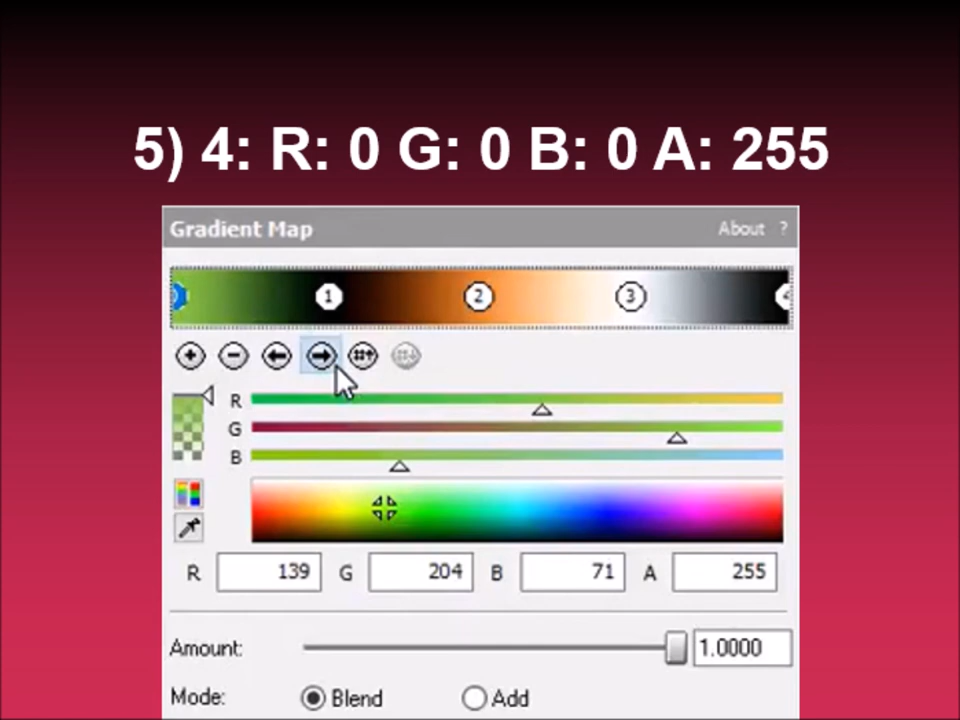 5) 4: R: 0 G: 0 B: 0 A: 255
Gradient Map About ?
1 2 3 4
R
G
B
R 139 G 204 B 71 A 255
Amount: 1.0000
Mode: Blend Add